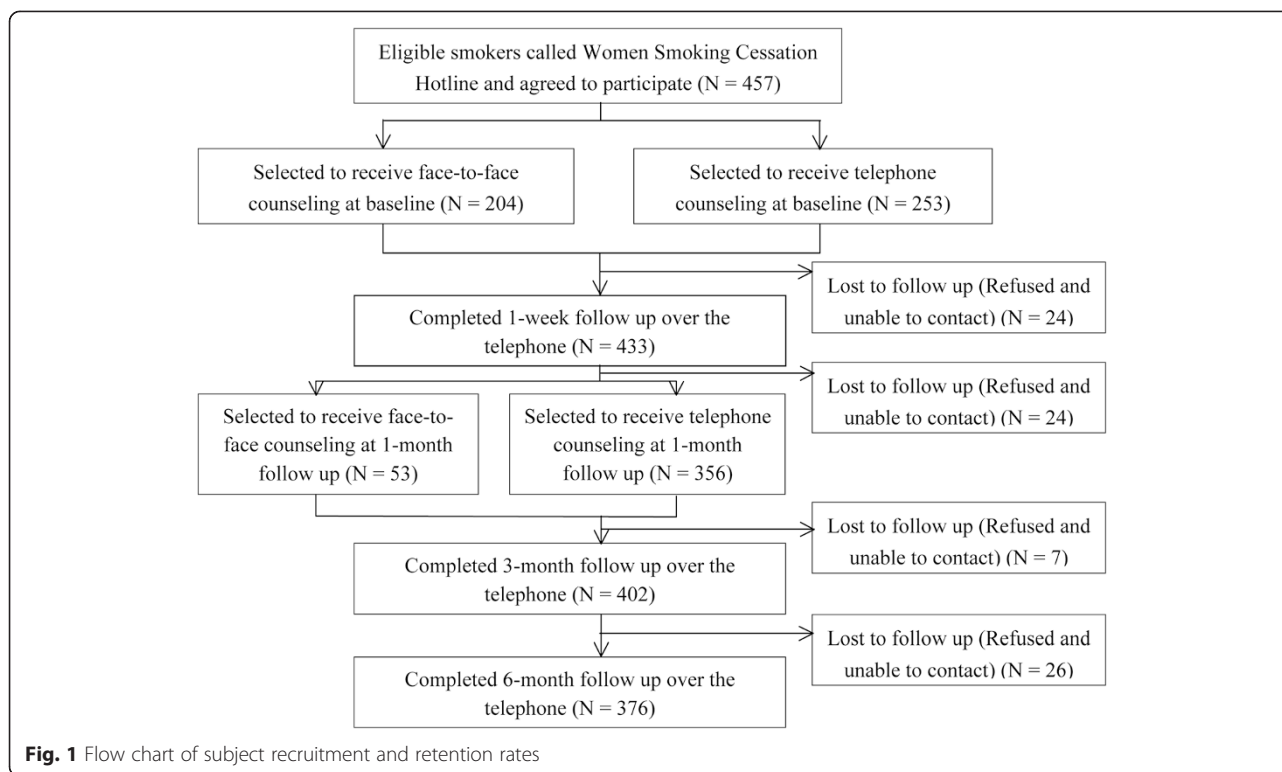 Eligible smokers called Women Smoking Cessation
Hotline and agreed to participate (N = 457)
Selected to receive face-to-face
counseling at baseline (N = 204)
Selected to receive telephone
counseling at baseline (N = 253)
Lost to follow up (Refused and
unable to contact) (N = 24)
Completed 1-week follow up over the
telephone (N = 433)
Lost to follow up (Refused and
unable to contact) (N = 24)
Selected to receive face-to-
face counseling at 1-month
follow up (N = 53)
Selected to receive telephone
counseling at 1-month
follow up (N = 356)
Lost to follow up (Refused and
unable to contact) (N = 7)
Completed 3-month follow up over the
telephone (N = 402)
Lost to follow up (Refused and
unable to contact) (N = 26)
Completed 6-month follow up over the
telephone (N = 376)
Fig. 1 Flow chart of subject recruitment and retention rates